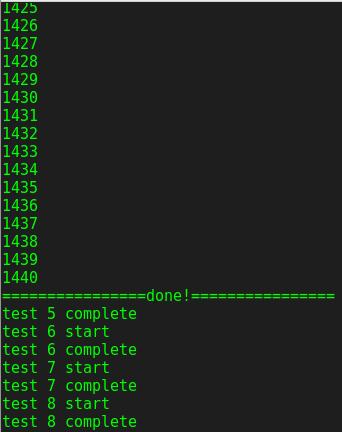 1425
1426
1427
1428
1429
1430
1431
1432
1433
1434
1435
1436
1437
1438
1439
1440
================done!================
test 5 complete
test 6 start
test 6 complete
test 7 start
test 7 complete
test 8 start
test 8 complete